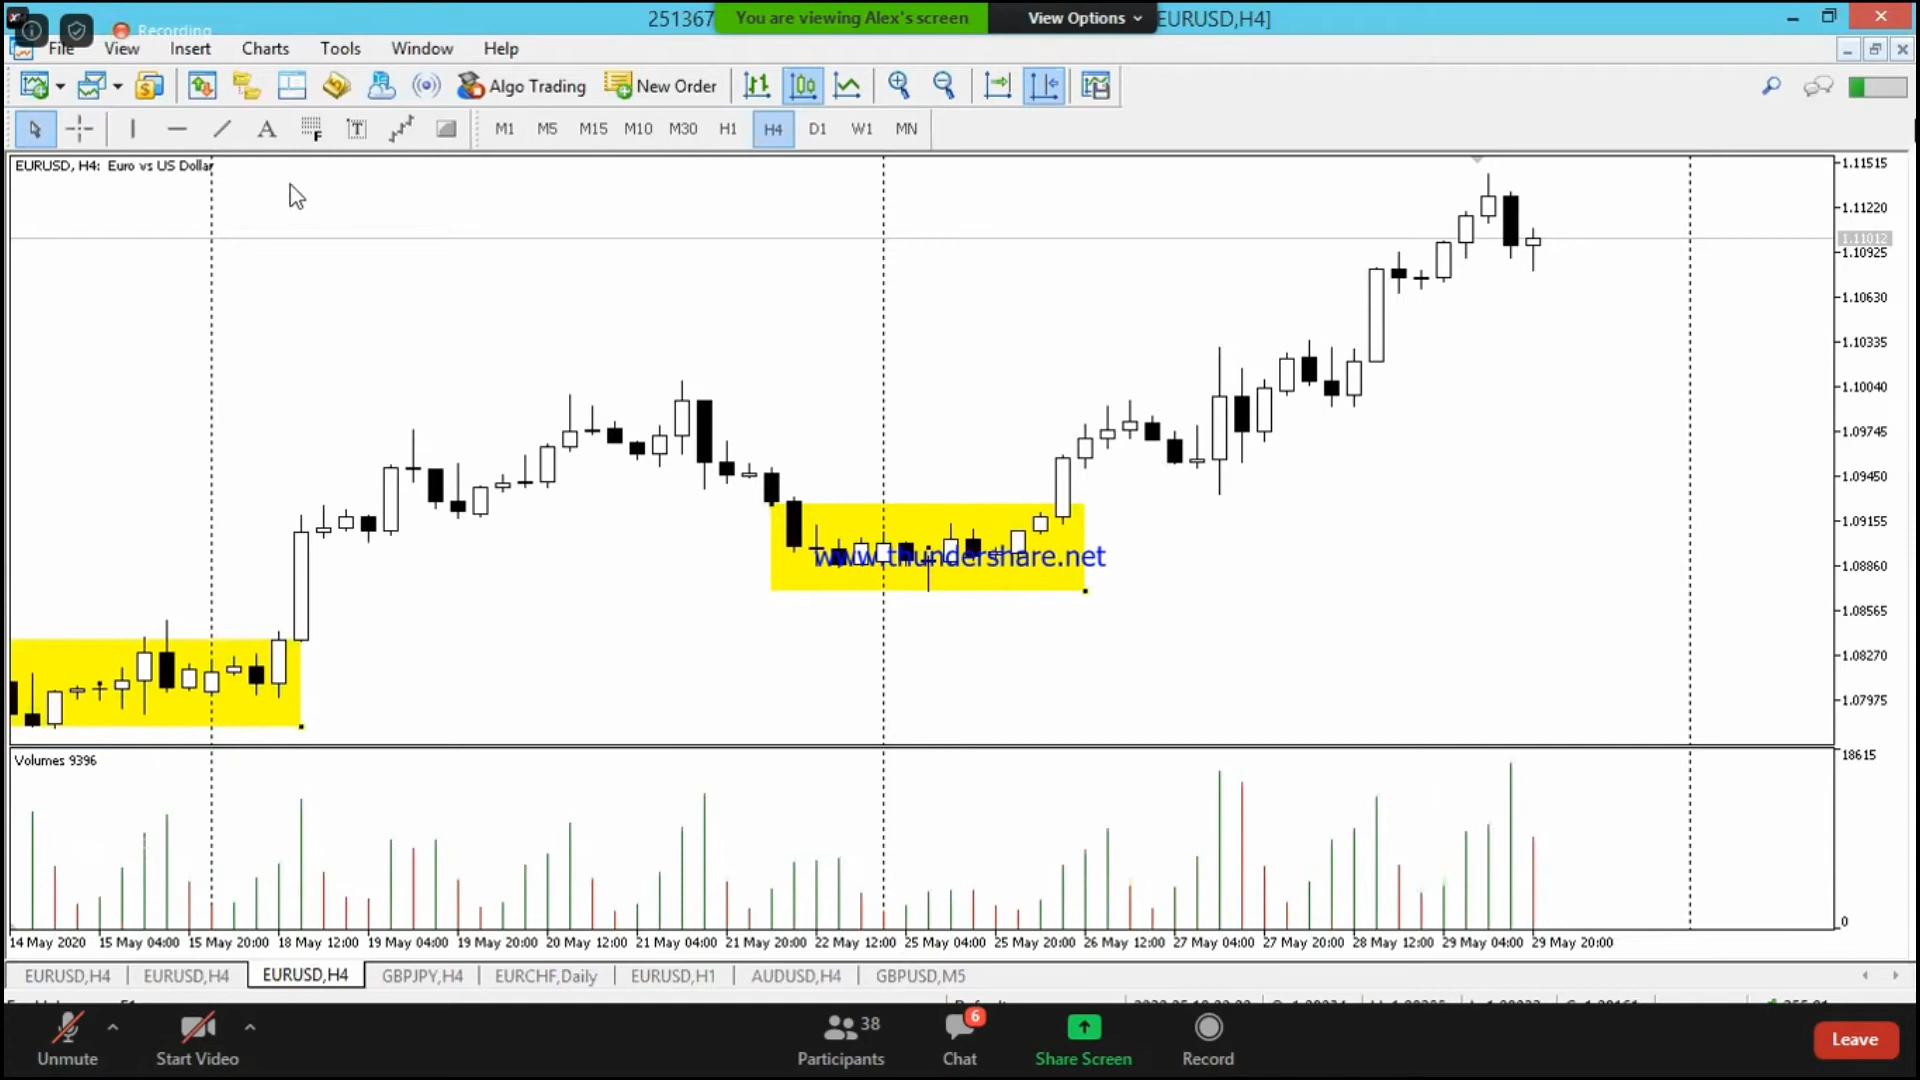 251367
You are viewing Alex's screen
View Options
EURUSD,H4]
Recording
File View Insert Charts Tools Window Help
Algo Trading
New Order
M1 M5 M15 M10 M30 H1 H4 D1 W1 MN
EURUSD, H4: Euro vs US Dollar
1.11515
1.11220
1.11012
1.10925
1.10630
1.10335
1.10040
1.09745
1.09450
1.09155
1.08860
1.08565
1.08270
1.07975
www.thundershare.net
Volumes 9396
18615
0
14 May 2020 15 May 04:00 15 May 20:00 18 May 12:00 19 May 04:00 19 May 20:00 20 May 12:00 21 May 04:00 21 May 20:00 22 May 12:00 25 May 04:00 25 May 20:00 26 May 12:00 27 May 04:00 27 May 20:00 28 May 12:00 29 May 04:00 29 May 20:00
EURUSD,H4 EURUSD,H4 EURUSD,H4 GBPJPY,H4 EURCHF,Daily EURUSD,H1 AUDUSD,H4 GBPUSD,M5
Unmute
Start Video
38
Participants
6
Chat
Share Screen
Record
Leave